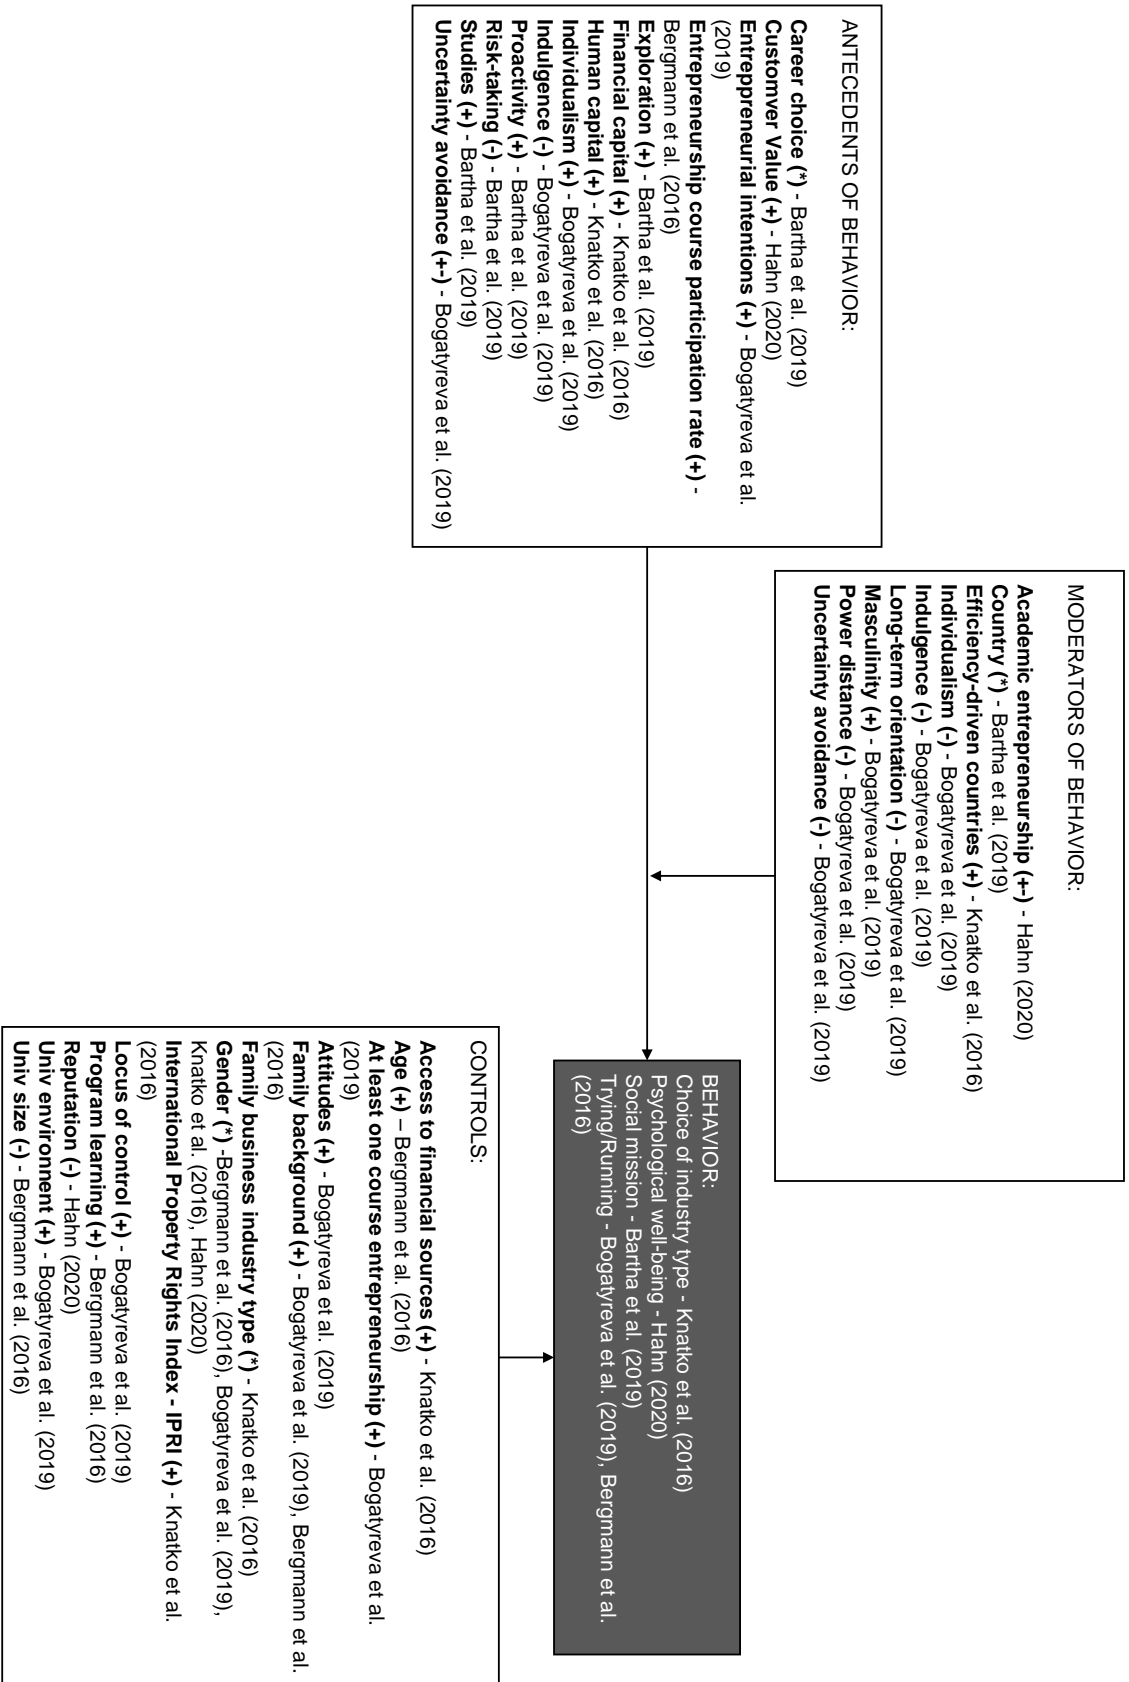 ANTECEDENTS OF BEHAVIOR:
Career choice (*) - Bartha et al. (2019)
Customver Value (+) - Hahn (2020)
Entreppreneurial intentions (+) - Bogatyreva et al.
(2019)
Entrepreneurship course participation rate (+) -
Bergmann et al. (2016)
Exploration (+) - Bartha et al. (2019)
Financial capital (+) - Knatko et al. (2016)
Human capital (+) - Knatko et al. (2016)
Individualism (+) - Bogatyreva et al. (2019)
Indulgence (-) - Bogatyreva et al. (2019)
Proactivity (+) - Bartha et al. (2019)
Risk-taking (-) - Bartha et al. (2019)
Studies (+) - Bartha et al. (2019)
Uncertainty avoidance (+-) - Bogatyreva et al. (2019)
MODERATORS OF BEHAVIOR:
Academic entrepreneurship (+-) - Hahn (2020)
Country (*) - Bartha et al. (2019)
Efficiency-driven countries (+) - Knatko et al. (2016)
Individualism (-) - Bogatyreva et al. (2019)
Indulgence (-) - Bogatyreva et al. (2019)
Long-term orientation (-) - Bogatyreva et al. (2019)
Masculinity (+) - Bogatyreva et al. (2019)
Power distance (-) - Bogatyreva et al. (2019)
Uncertainty avoidance (-) - Bogatyreva et al. (2019)
BEHAVIOR:
Choice of industry type - Knatko et al. (2016)
Psychological well-being - Hahn (2020)
Social mission - Bartha et al. (2019)
Trying/Running - Bogatyreva et al. (2019), Bergmann et al.
(2016)
CONTROLS:
Access to financial sources (+) - Knatko et al. (2016)
Age (+) – Bergmann et al. (2016)
At least one course entrepreneurship (+) - Bogatyreva et al.
(2019)
Attitudes (+) - Bogatyreva et al. (2019)
Family background (+) - Bogatyreva et al. (2019), Bergmann et al.
(2016)
Family business industry type (*) - Knatko et al. (2016)
Gender (*) -Bergmann et al. (2016), Bogatyreva et al. (2019),
Knatko et al. (2016), Hahn (2020)
International Property Rights Index - IPRI (+) - Knatko et al.
(2016)
Locus of control (+) - Bogatyreva et al. (2019)
Program learning (+) - Bergmann et al. (2016)
Reputation (-) - Hahn (2020)
Univ environment (+) - Bogatyreva et al. (2019)
Univ size (-) - Bergmann et al. (2016)